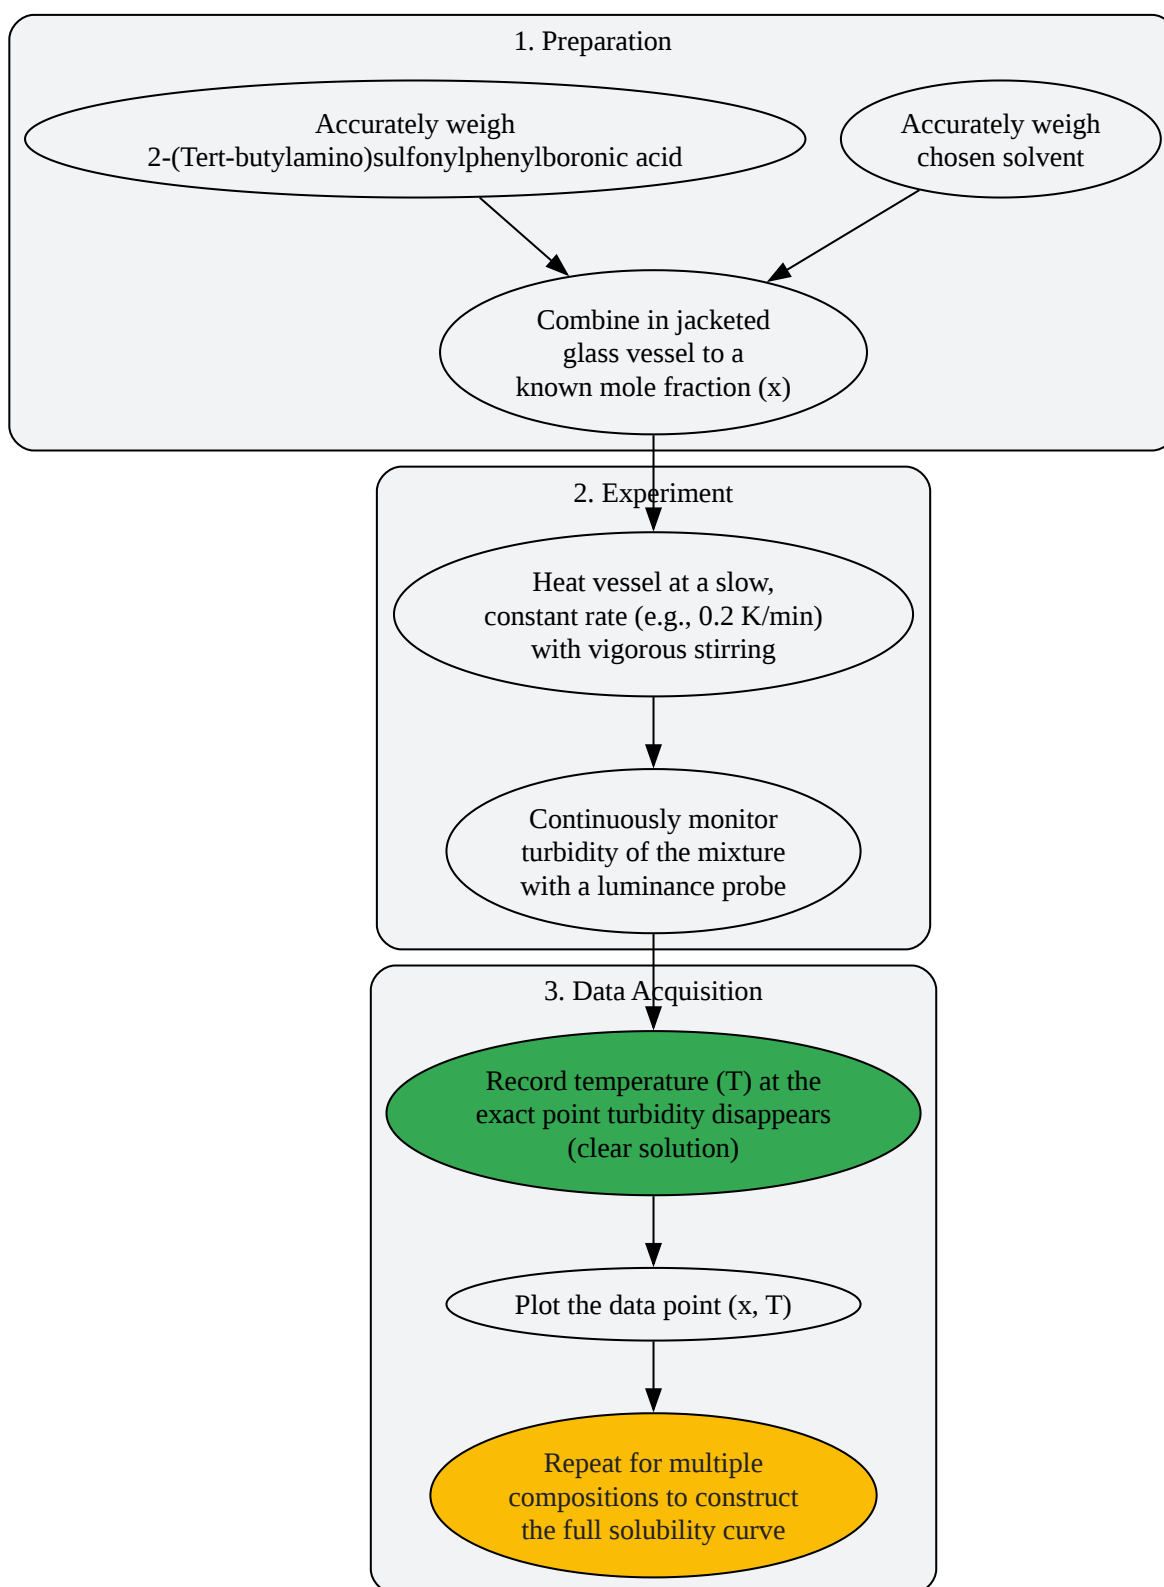 1. Preparation
Accurately weigh
2-(Tert-butylamino)sulfonylphenylboronic acid
Accurately weigh
chosen solvent
Combine in jacketed
glass vessel to a
known mole fraction (x)
2. Experiment
Heat vessel at a slow,
constant rate (e.g., 0.2 K/min)
with vigorous stirring
Continuously monitor
turbidity of the mixture
with a luminance probe
3. Data Acquisition
Record temperature (T) at the
exact point turbidity disappears
(clear solution)
Plot the data point (x, T)
Repeat for multiple
compositions to construct
the full solubility curve